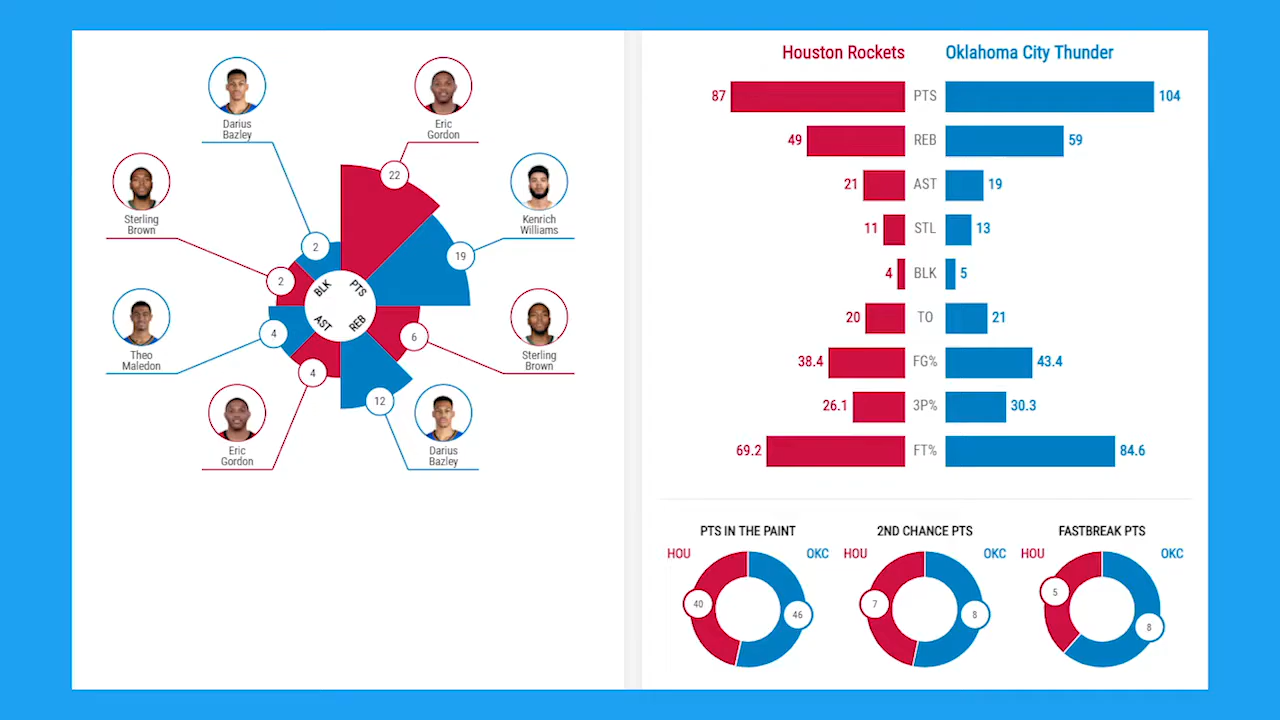 Darius
Bazley
Eric
Gordon
Sterling
Brown
Kenrich
Williams
Theo
Maledon
Sterling
Brown
Eric
Gordon
Darius
Bazley
22
19
6
12
4
4
2
2
PTS
REB
AST
BLK
Houston Rockets Oklahoma City Thunder
87 PTS 104
49 REB 59
21 AST 19
11 STL 13
4 BLK 5
20 TO 21
38.4 FG% 43.4
26.1 3P% 30.3
69.2 FT% 84.6
PTS IN THE PAINT
HOU OKC
40 46
2ND CHANCE PTS
HOU OKC
7 8
FASTBREAK PTS
HOU OKC
5 8